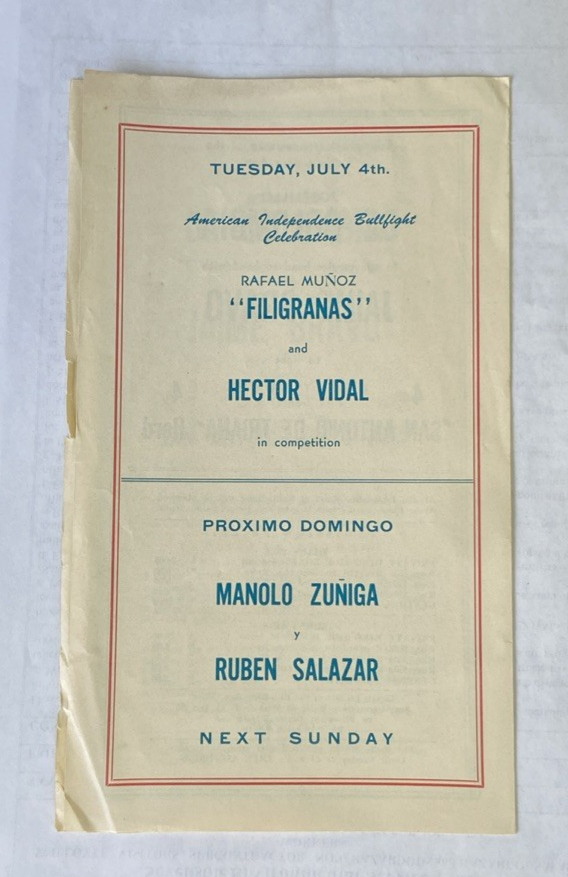 TUESDAY, JULY 4th.
American Independence Bullfight
Celebration
RAFAEL MUÑOZ
"FILIGRANAS"
and
HECTOR VIDAL
in competition
PROXIMO DOMINGO
MANOLO ZUÑIGA
y
RUBEN SALAZAR
NEXT SUNDAY